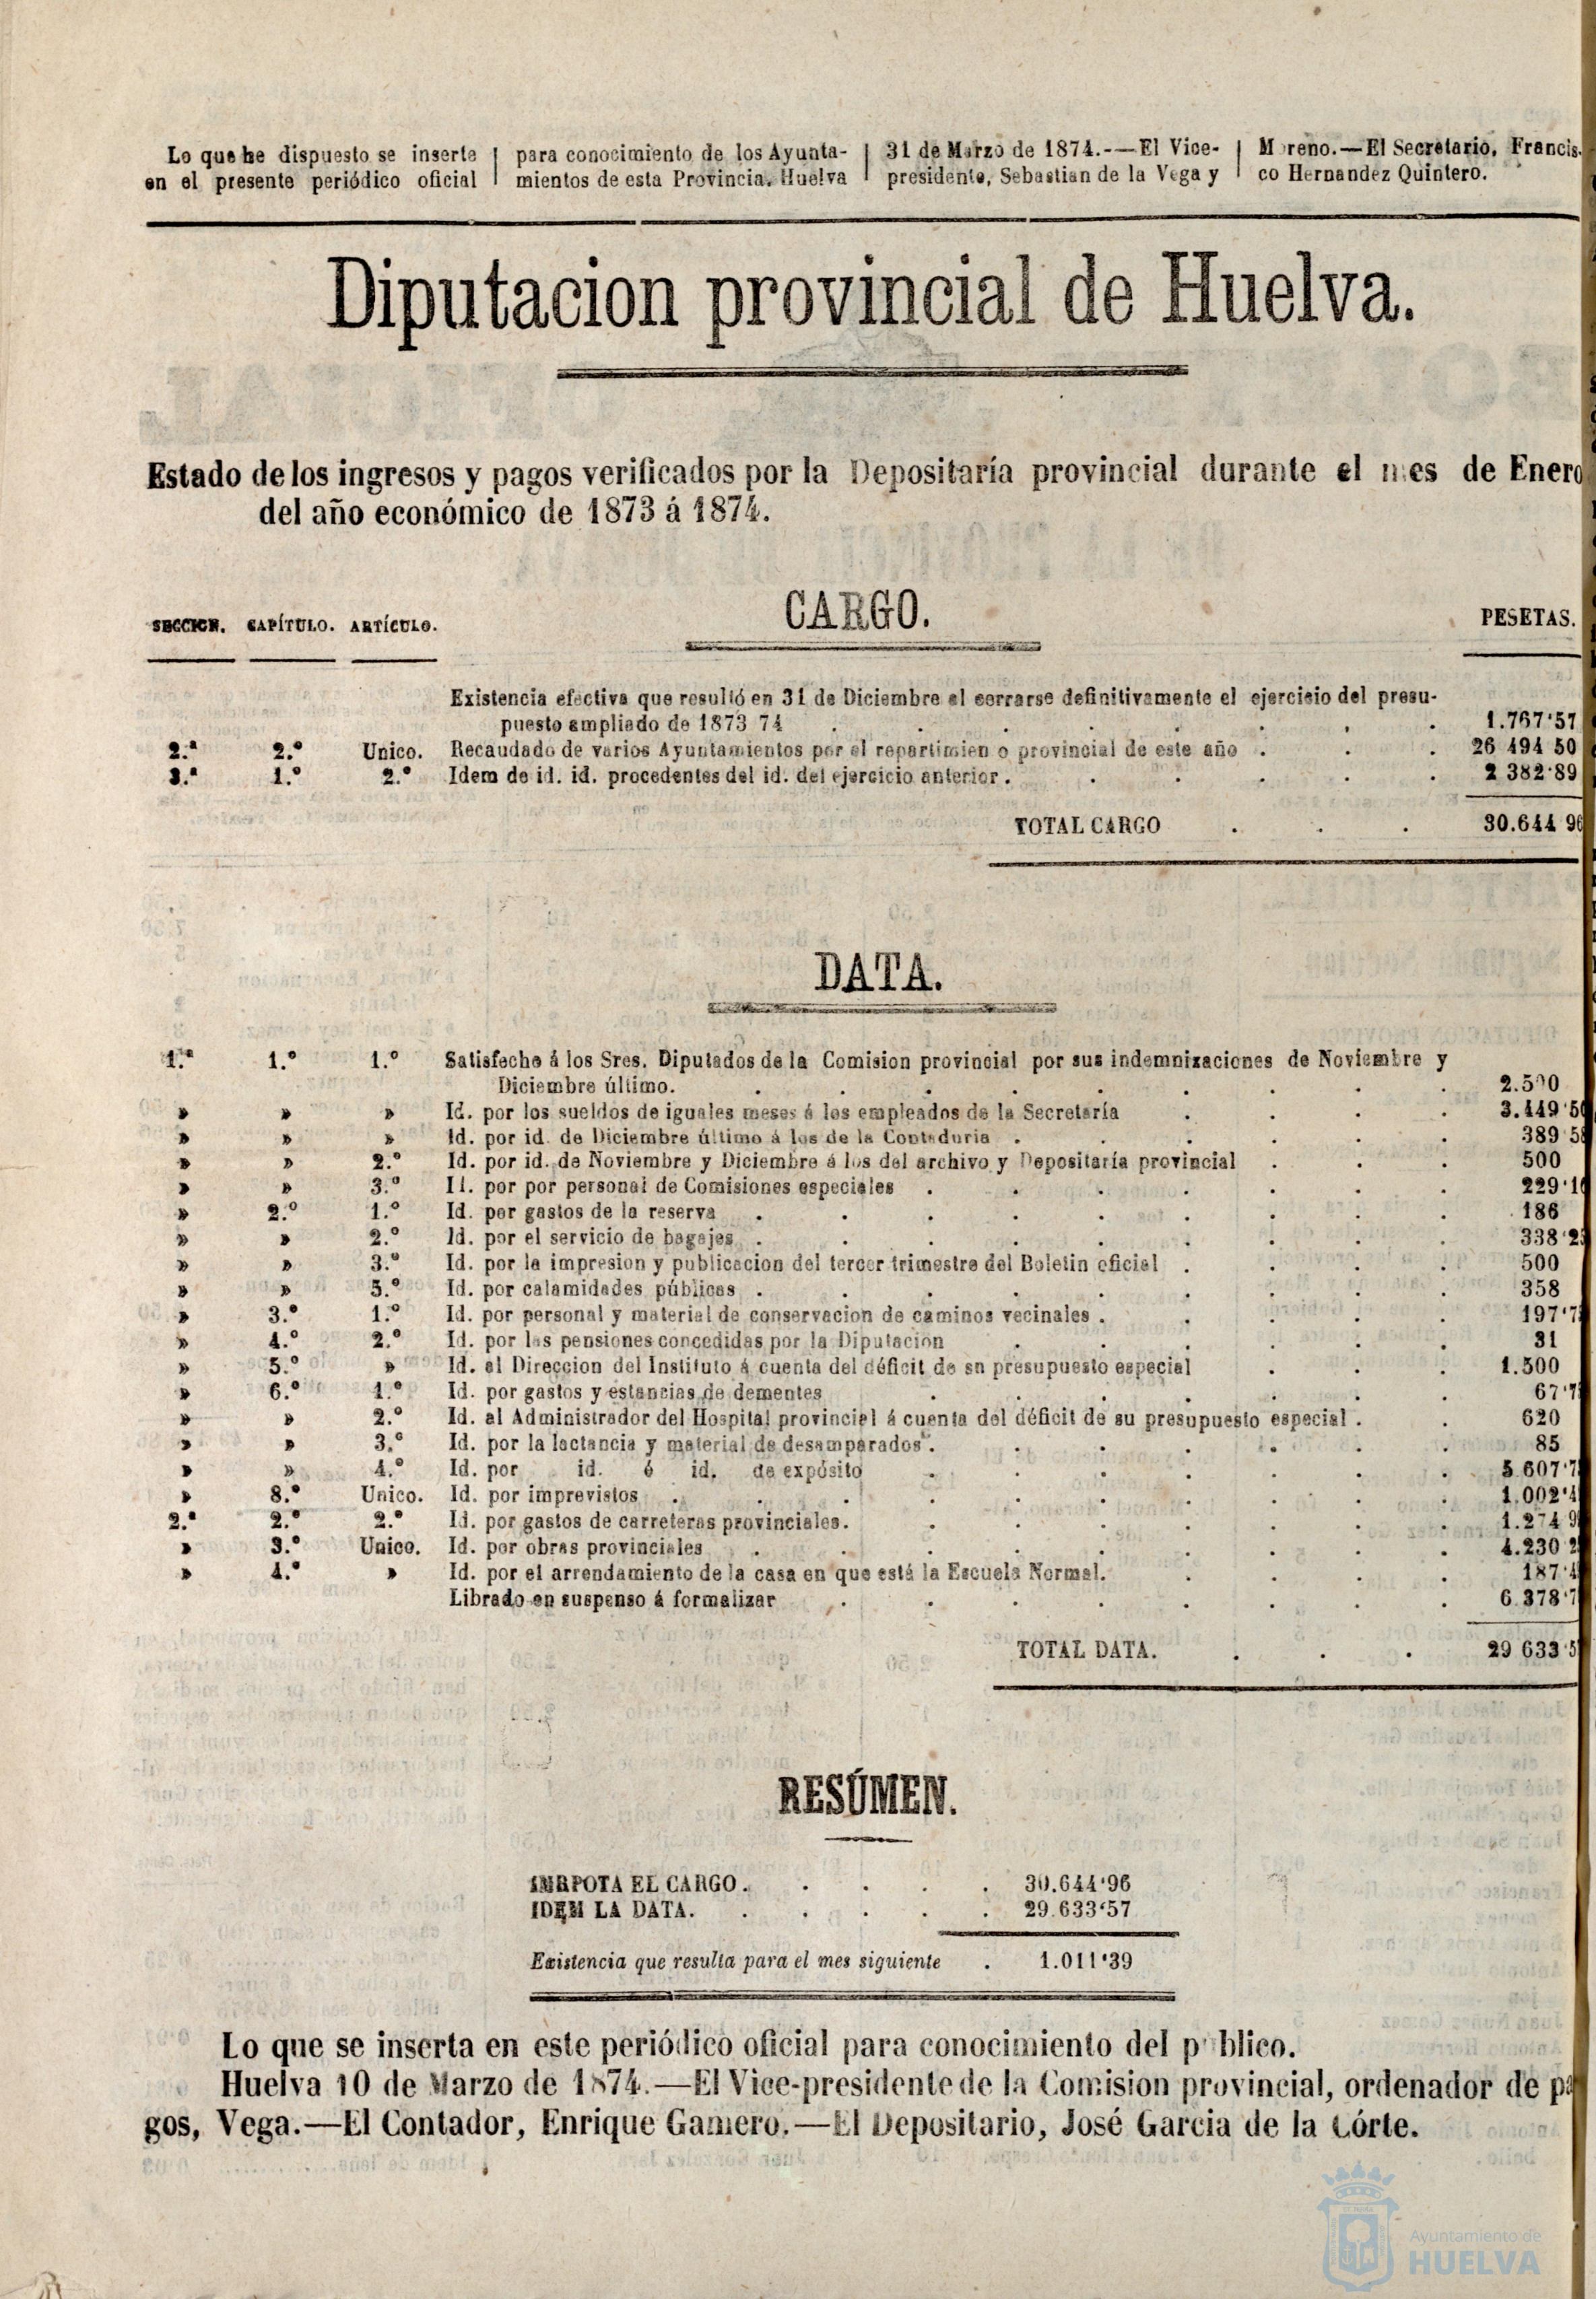 Lo que he dispuesto se inserte
en el presente periódico oficial
para conocimiento de los Ayunta-
mientos de esta Provincia. Huelva
31 de Marzo de 1874.-—El Vice-
presidente, Sebastian de la Vega y
M reno.—El Secretario, Francis-
co Hernandez Quintero.
Diputacion provincial de Huelva.
Estado de los ingresos y pagos verificados por la Depositaría provincial durante el mes de Enero
del año económico de 1873 á 1874.
CARGO.
SECCION. CAPÍTULO. ARTÍCULO. PESETAS.
Existencia efectiva que resultó en 31 de Diciembre al cerrarse definitivamente el ejercicio del presu-
puesto ampliado de 1873 74 . . . . . . . . 1.767'57
2.ª 2.º Unico. Recaudado de varios Ayuntamientos por el repartimien o provincial de este año . . . 26 494 50
3.ª 1.º 2.º Idem de id. id. procedentes del id. del ejercicio anterior . . . . . . 2 382'89
TOTAL CARGO . . . 30.644 96
DATA.
1.ª 1.º 1.º Satisfecho á los Sres. Diputados de la Comision provincial por sus indemnizaciones de Noviembre y
Diciembre último. . . . . . . . . . 2.500
» » » Id. por los sueldos de iguales meses á los empleados de la Secretaría . . . . 3.449'5
» » » Id. por id. de Diciembre último á los de la Contaduria . . . . . . 389 5
» » 2.º Id. por id. de Noviembre y Diciembre á los del archivo y Depositaría provincial . . . 500
» » 3.º Id. por por personal de Comisiones especiales . . . . . . . 229'1
» 2.º 1.º Id. por gastos de la reserva . . . . . . . . . 186
» » 2.º Id. por el servicio de bagajes . . . . . . . . . 338'2
» » 3.º Id. por la impresion y publicacion del tercer trimestre del Boletin oficial . . . . 500
» » 5.º Id. por calamidades públicas . . . . . . . . . 358
» 3.º 1.º Id. por personal y material de conservacion de caminos vecinales . . . . . 197'7
» 4.º 2.º Id. por las pensiones concedidas por la Diputacion . . . . . . 31
» 5.º » Id. al Direccion del Instituto á cuenta del déficit de sn presupuesto especial . . . 1.500
» 6.º 1.º Id. por gastos y estancias de dementes . . . . . . . 67'7
» » 2.º Id. al Administrador del Hospital provincial á cuenta del déficit de su presupuesto especial . . 620
» » 3.º Id. por la lactancia y material de desamparados . . . . . . . 85
» » 4.º Id. por id. é id. de expósito . . . . . . . 5 607'7
» 8.º Unico. Id. por imprevistos . . . . . . . . . . 1.002'4
2.ª 2.º 2.º Id. por gastos de carreteras provinciales. . . . . . . . 1.274 9
» 3.º Unico. Id. por obras provinciales . . . . . . . . . 4.230 2
» 4.º » Id. por el arrendamiento de la casa en que está la Escuela Normal. . . . . 187'4
Librado en suspenso á formalizar . . . . . . . . 6.378'7
TOTAL DATA. . . . 29 633'5
RESÚMEN.
IMRPOTA EL CARGO. . . . . 30.644'96
IDEM LA DATA. . . . . . 29.633'57
Existencia que resulta para el mes siguiente . 1.011'39
Lo que se inserta en este periódico oficial para conocimiento del p blico.
Huelva 10 de Marzo de 1874.—El Vice-presidente de la Comision provincial, ordenador de pa
gos, Vega.—El Contador, Enrique Gamero.—El Depositario, José Garcia de la Córte.
Ayuntamiento de
HUELVA